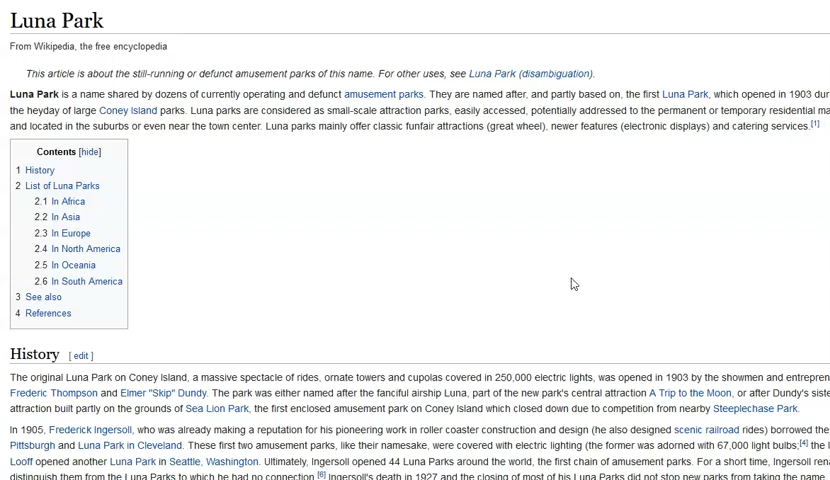 Luna Park
From Wikipedia, the free encyclopedia
This article is about the still-running or defunct amusement parks of this name. For other uses, see Luna Park (disambiguation).
Luna Park is a name shared by dozens of currently operating and defunct amusement parks. They are named after, and partly based on, the first Luna Park, which opened in 1903 dur
the heyday of large Coney Island parks. Luna parks are considered as small-scale attraction parks, easily accessed, potentially addressed to the permanent or temporary residential ma
and located in the suburbs or even near the town center. Luna parks mainly offer classic funfair attractions (great wheel), newer features (electronic displays) and catering services.[1]
Contents [hide]
1 History
2 List of Luna Parks
2.1 In Africa
2.2 In Asia
2.3 In Europe
2.4 In North America
2.5 In Oceania
2.6 In South America
3 See also
4 References
History [ edit ]
The original Luna Park on Coney Island, a massive spectacle of rides, ornate towers and cupolas covered in 250,000 electric lights, was opened in 1903 by the showmen and entrepren
Frederic Thompson and Elmer "Skip" Dundy. The park was either named after the fanciful airship Luna, part of the new park's central attraction A Trip to the Moon, or after Dundy's siste
attraction built partly on the grounds of Sea Lion Park, the first enclosed amusement park on Coney Island which closed down due to competition from nearby Steeplechase Park.
In 1905, Frederick Ingersoll, who was already making a reputation for his pioneering work in roller coaster construction and design (he also designed scenic railroad rides) borrowed the
Pittsburgh and Luna Park in Cleveland. These first two amusement parks, like their namesake, were covered with electric lighting (the former was adorned with 67,000 light bulbs;[4] the l
Looff opened another Luna Park in Seattle, Washington. Ultimately, Ingersoll opened 44 Luna Parks around the world, the first chain of amusement parks. For a short time, Ingersoll rena
distinguish them from the Luna Parks to which he had no connection.[6] Ingersoll's death in 1927 and the closing of most of his Luna Parks did not stop new parks from taking the name